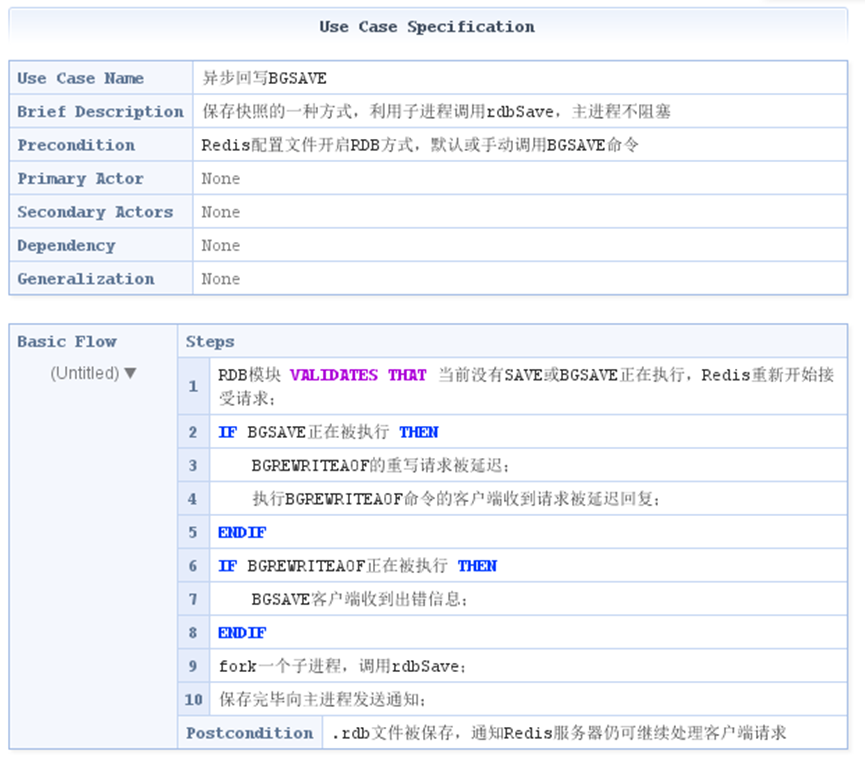 Use Case Specification
Use Case Name 异步回写BGSAVE
Brief Description 保存快照的一种方式，利用子进程调用rdbSave，主进程不阻塞
Precondition Redis配置文件开启RDB方式，默认或手动调用BGSAVE命令
Primary Actor None
Secondary Actors None
Dependency None
Generalization None
Basic Flow Steps
(Untitled) ▼
1 RDB模块 VALIDATES THAT 当前没有SAVE或BGSAVE正在执行，Redis重新开始接
受请求；
2 IF BGSAVE正在被执行 THEN
3 BGREWRITEAOF的重写请求被延迟；
4 执行BGREWRITEAOF命令的客户端收到请求被延迟回复；
5 ENDIF
6 IF BGREWRITEAOF正在被执行 THEN
7 BGSAVE客户端收到出错信息；
8 ENDIF
9 fork一个子进程，调用rdbSave；
10 保存完毕向主进程发送通知；
Postcondition .rdb文件被保存，通知Redis服务器仍可继续处理客户端请求